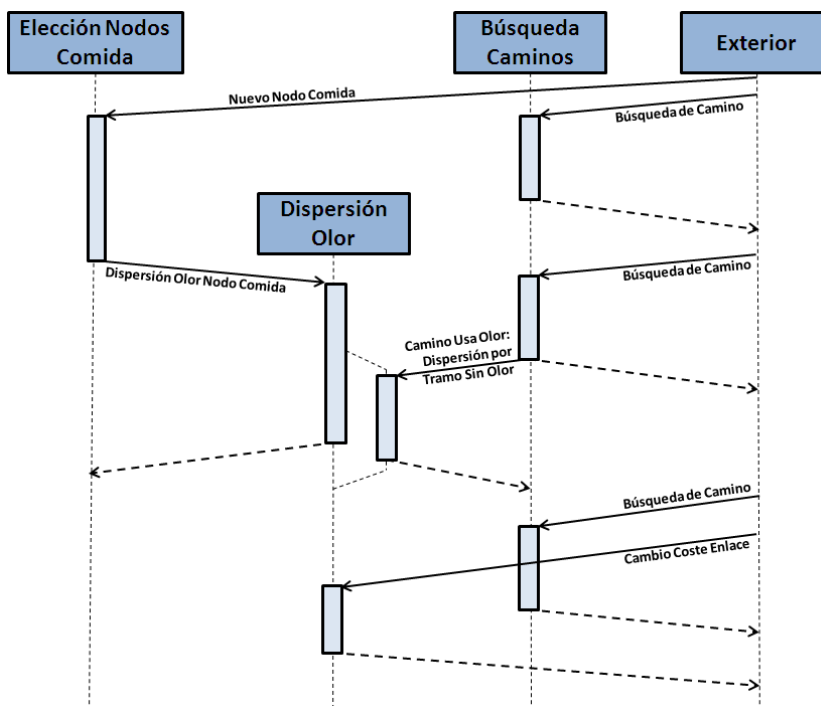 Elección Nodos
Comida
Búsqueda
Caminos
Exterior
Nuevo Nodo Comida
Búsqueda de Camino
Dispersión
Olor
Dispersión Olor Nodo Comida
Búsqueda de Camino
Camino Usa Olor:
Dispersión por
Tramo Sin Olor
Búsqueda de Camino
Cambio Coste Enlace